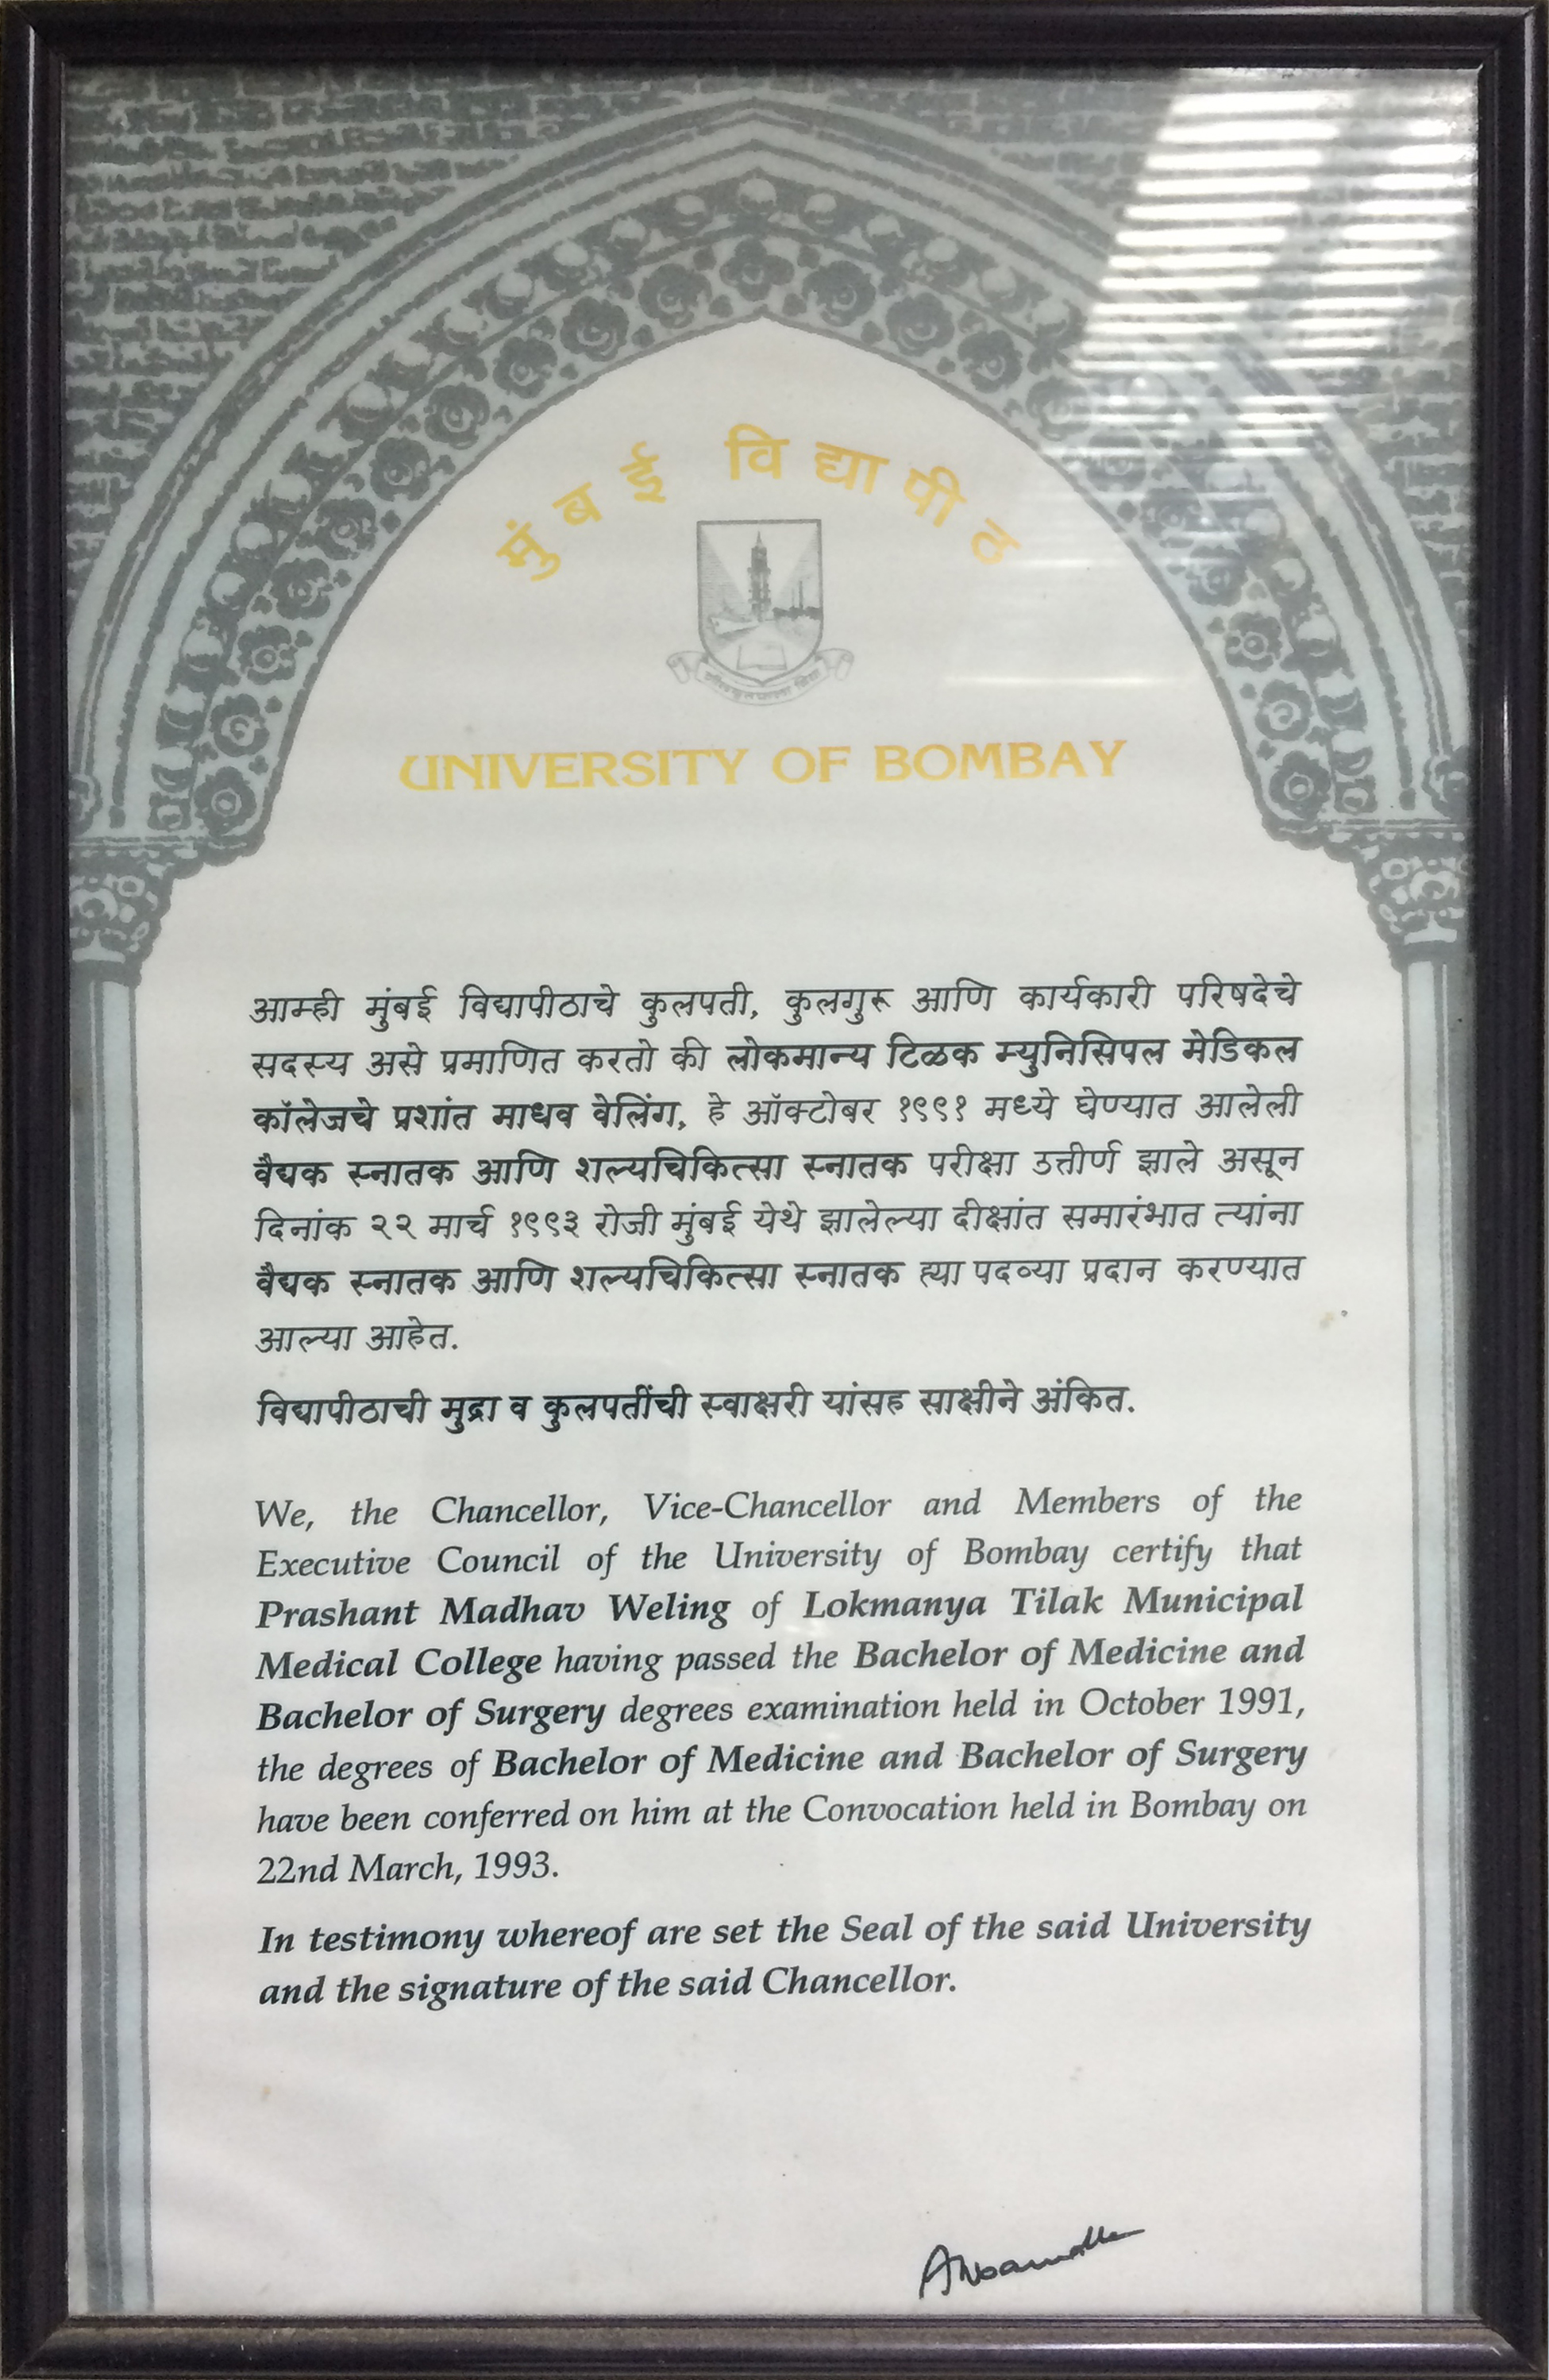 मुंबई विद्यापीठ
UNIVERSITY OF BOMBAY
आम्ही मुंबई विद्यापीठाचे कुलपती, कुलगुरू आणि कार्यकारी परिषदेचे
सदस्य असे प्रमाणित करतो की लोकमान्य टिळक म्युनिसिपल मेडिकल
कॉलेजचे प्रशांत माधव वेलिंग, हे ऑक्टोबर १९९१ मध्ये घेण्यात आलेली
वैद्यक स्नातक आणि शल्यचिकित्सा स्नातक परीक्षा उत्तीर्ण झाले असून
दिनांक २२ मार्च १९९३ रोजी मुंबई येथे झालेल्या दीक्षांत समारंभात त्यांना
वैद्यक स्नातक आणि शल्यचिकित्सा स्नातक ह्या पदव्या प्रदान करण्यात
आल्या आहेत.
विद्यापीठाची मुद्रा व कुलपतींची स्वाक्षरी यांसह साक्षीने अंकित.
We, the Chancellor, Vice-Chancellor and Members of the
Executive Council of the University of Bombay certify that
Prashant Madhav Weling of Lokmanya Tilak Municipal
Medical College having passed the Bachelor of Medicine and
Bachelor of Surgery degrees examination held in October 1991,
the degrees of Bachelor of Medicine and Bachelor of Surgery
have been conferred on him at the Convocation held in Bombay on
22nd March, 1993.
In testimony whereof are set the Seal of the said University
and the signature of the said Chancellor.